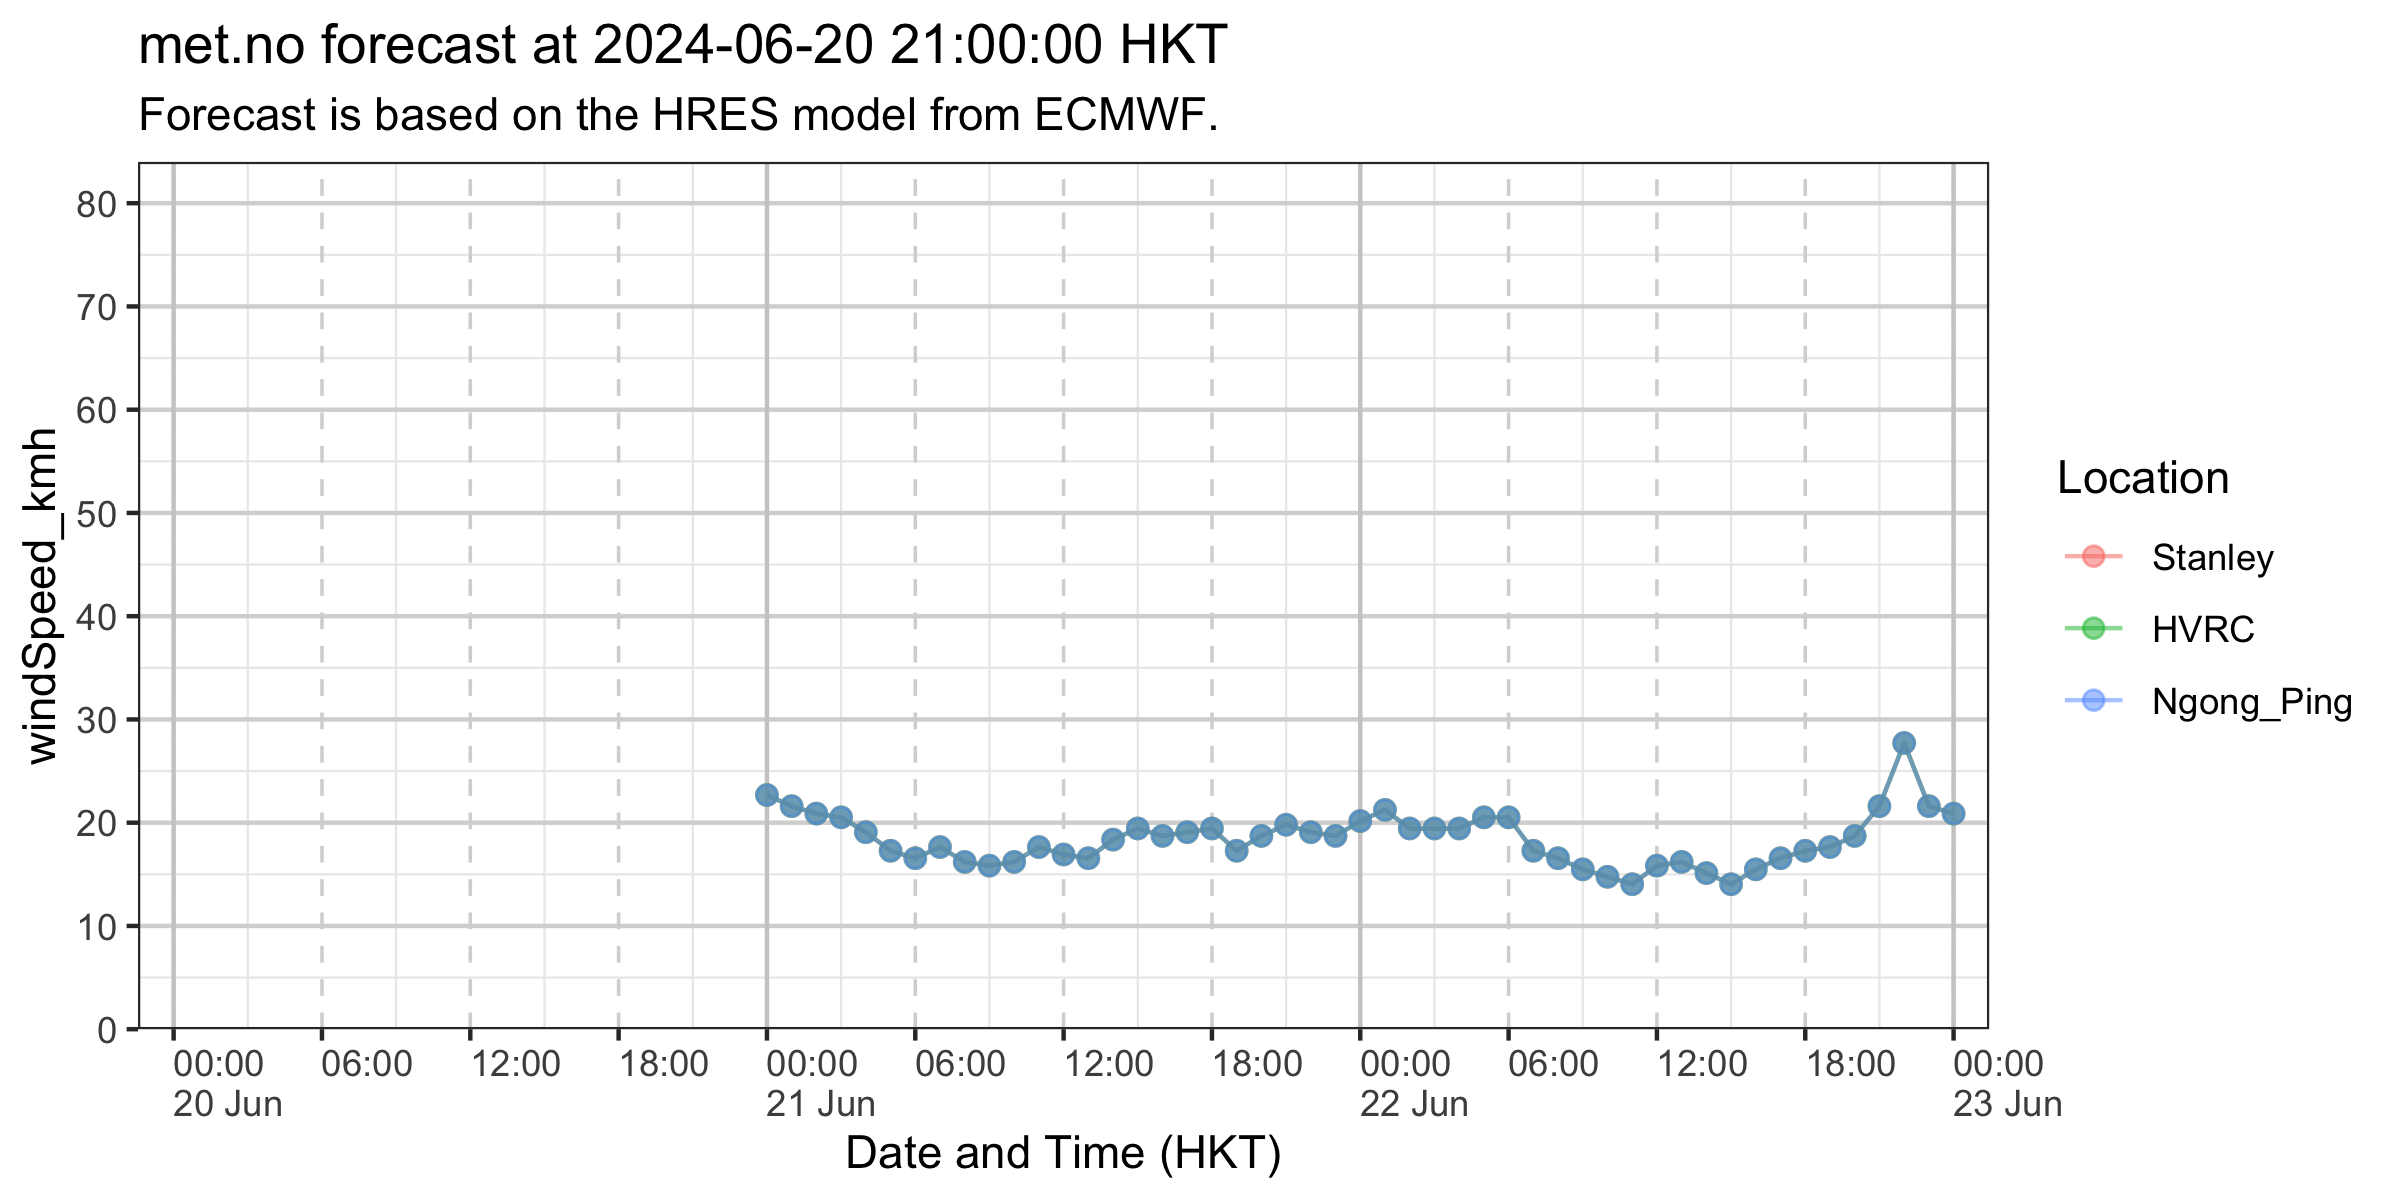 met.no forecast at 2024-06-20 21:00:00 HKT
Forecast is based on the HRES model from ECMWF.
windSpeed_kmh
80
70
60
50
40
30
20
10
0
00:00 06:00 12:00 18:00 00:00 06:00 12:00 18:00 00:00 06:00 12:00 18:00 00:00
20 Jun 21 Jun 22 Jun 23 Jun
Date and Time (HKT)
Location
Stanley
HVRC
Ngong_Ping